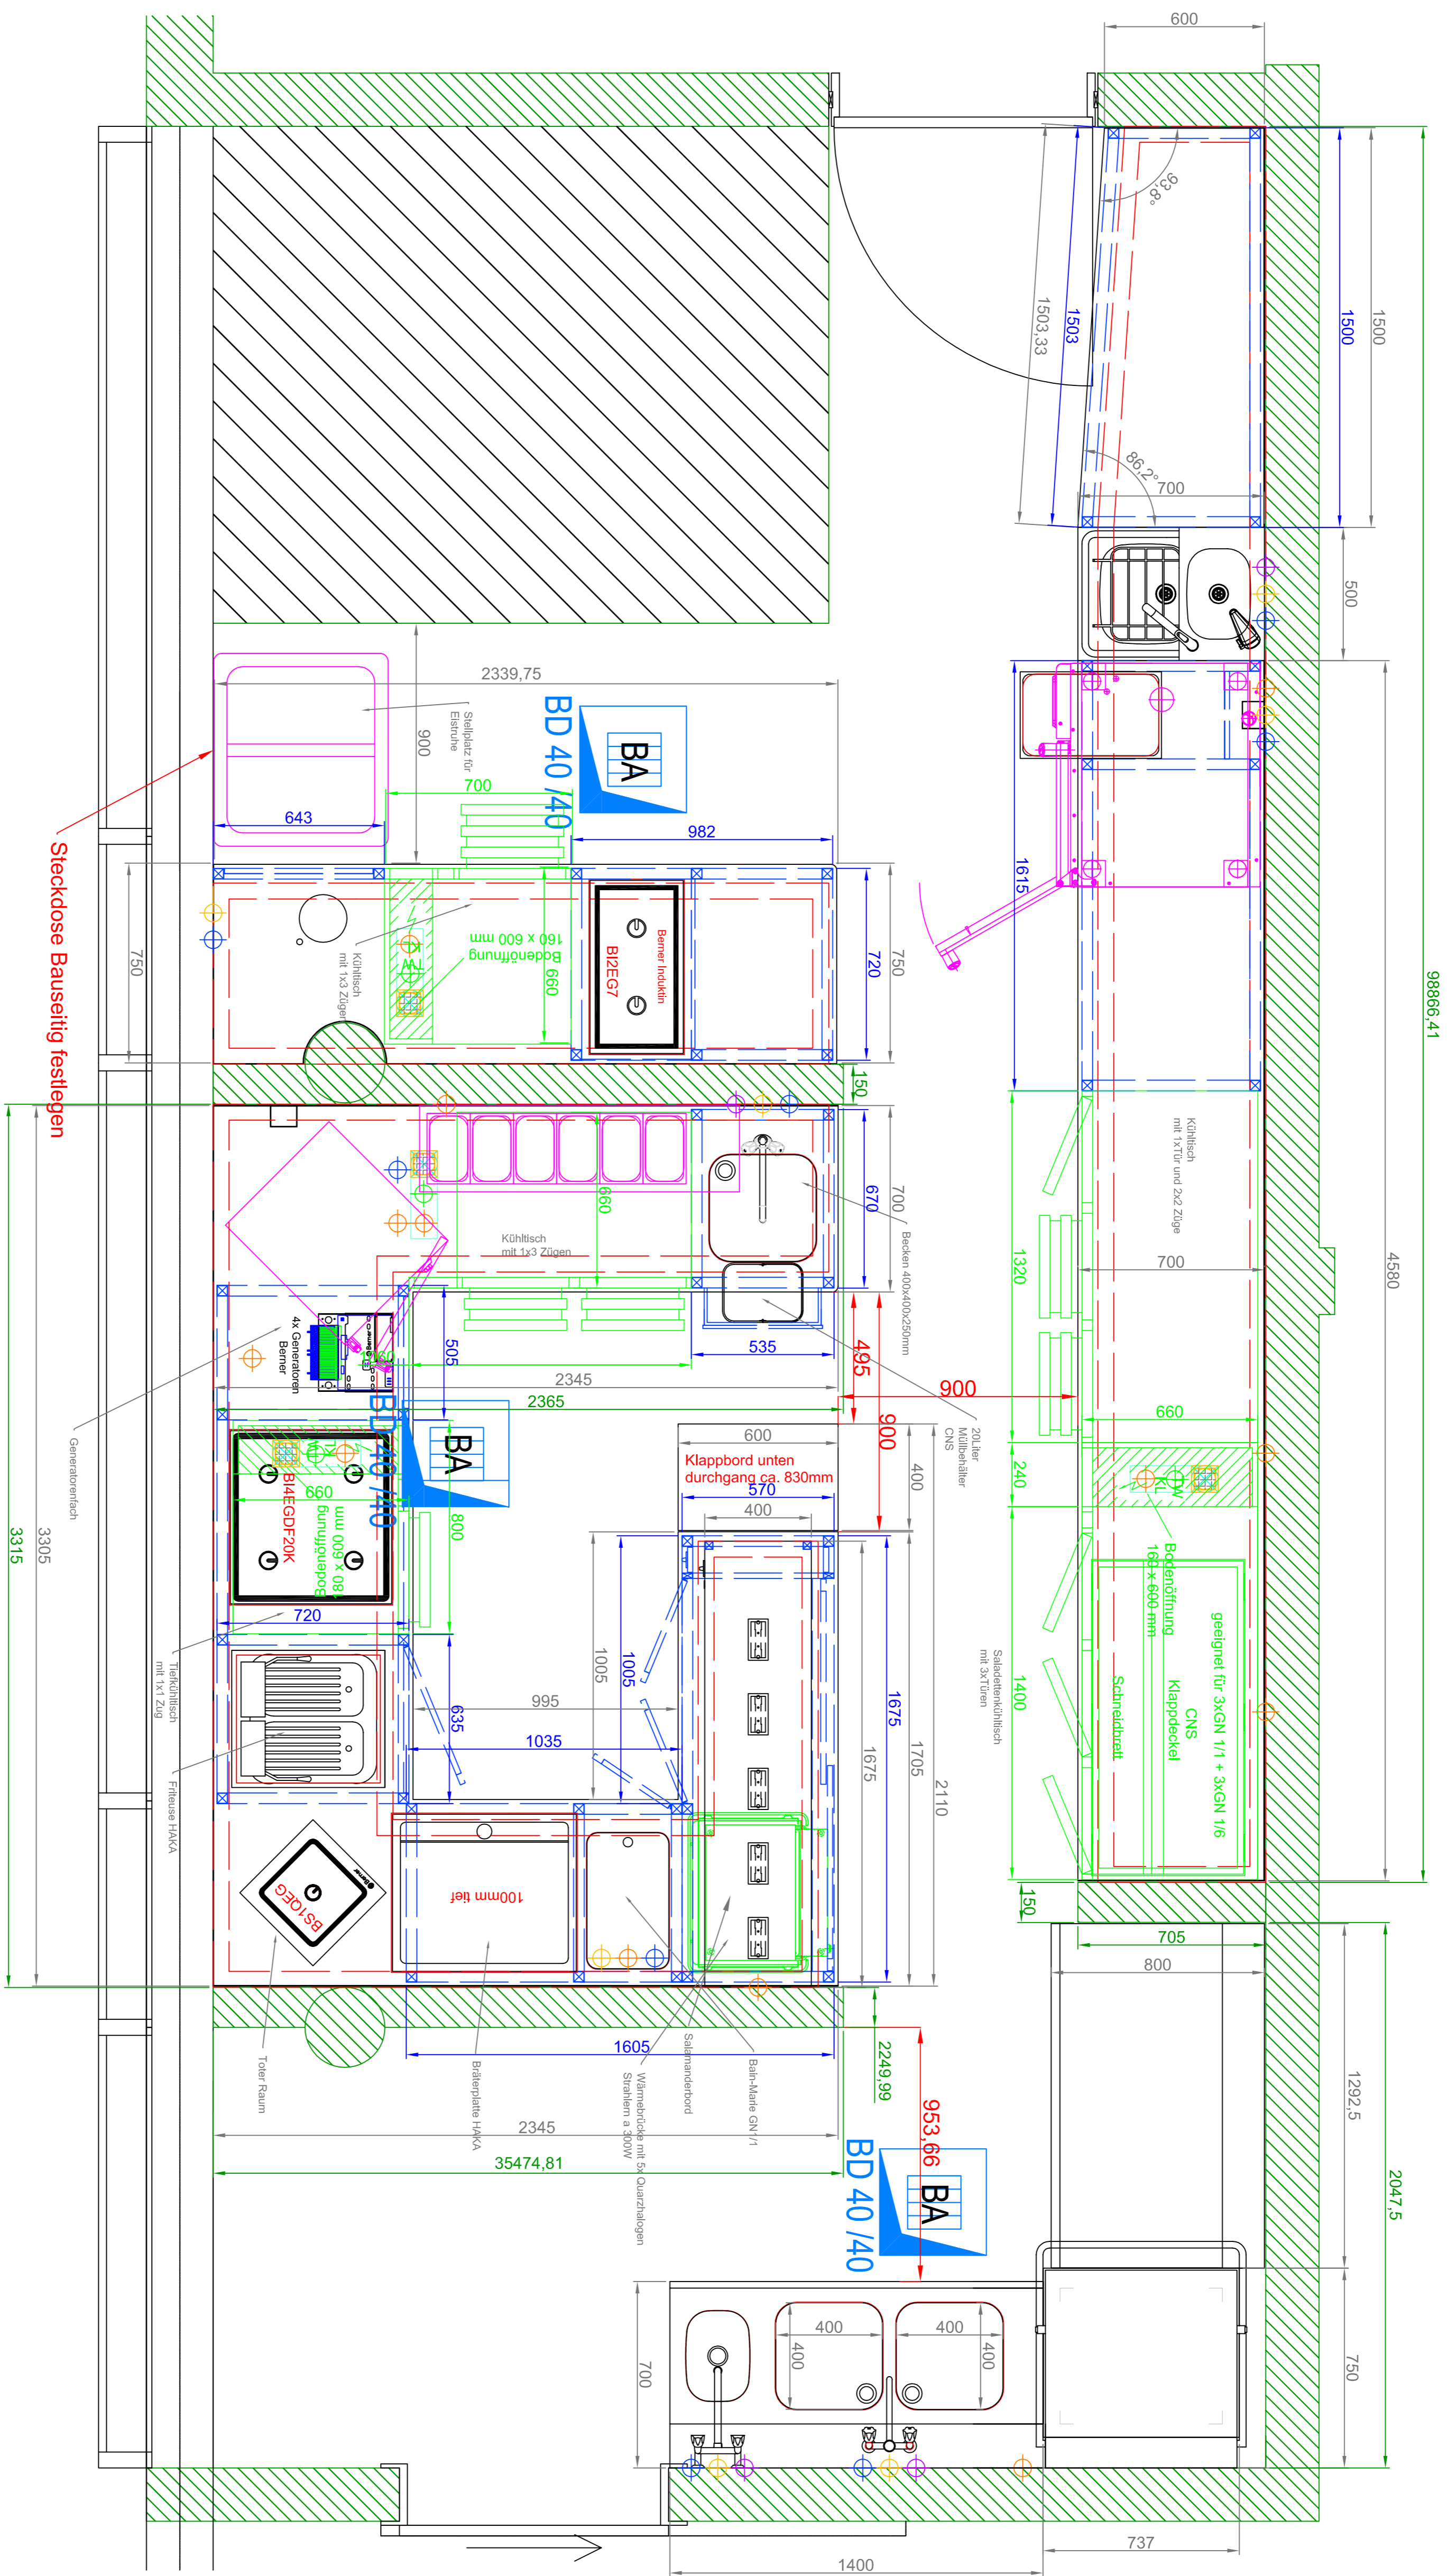 600
98866,41
1500
1500
93,8°
1503
1503,33
86,2°
700
500
4580
2339,75
900
Stellplatz für
Eistruhe
BD 40 /40
BA
700
643
982
1615
Steckdose Bauseitig festlegen
750
720
750
660
Bodenöffnung
160 x 600 mm
Berner Induktin
BI2EG7
Kühltisch
mit 1x3 Zügen
150
Kühltisch
mit 1xTür und 2x2 Züge
1320
700
660
240
670
700
Becken 400x400x250mm
660
Kühltisch
mit 1x3 Zügen
535
495
900
900
20Liter
Müllbehälter
CNS
505
1060
2345
2365
4x Generatoren
Berner
Generatorenfach
BD 40 /40
BA
600
400
Klappbord unten
durchgang ca. 830mm
570
400
BI4EGDF20K
660
Bodenöffnung
780 x 600 mm
800
720
3305
3315
Tiefkühltisch
mit 1x1 Zug
Friteuse HAKA
635
995
1035
1005
1005
1675
1675
1705
2110
Bodenöffnung
160 x 600 mm
KL
W
geeignet für 3xGN 1/1 + 3xGN 1/6
CNS
Klappdeckel
Schneidbrett
Saladettenkühltisch
mit 3xTüren
1400
150
705
800
BS1QEG
Berner
100mm tief
Toter Raum
Bräterplatte HAKA
Wärmebrücke mit 5x Quarzhalogen
Strahlern a 300W
Salamanderbord
Bain-Marie GN1/1
1605
2249,99
2345
35474,81
953,66
BD 40 /40
BA
1292,5
2047,5
750
700
400
400
400
400
737
1400